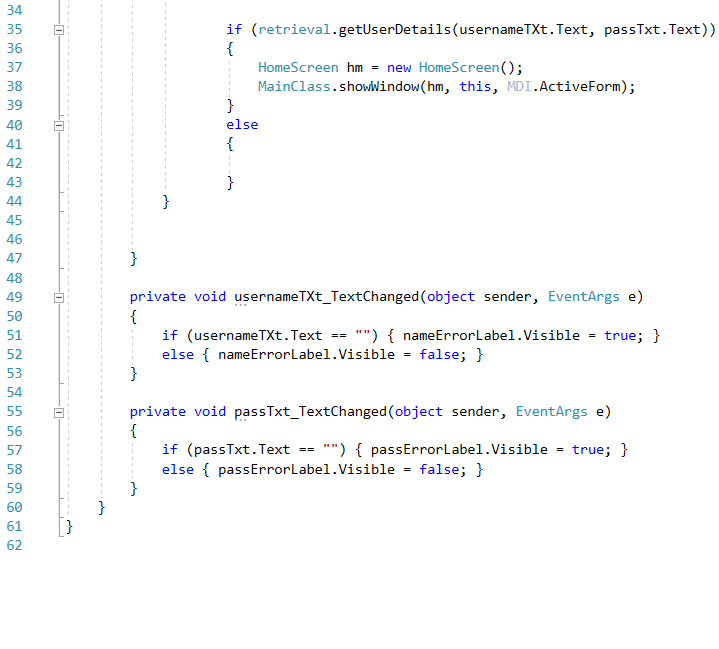 34
35 if (retrieval.getUserDetails(usernameTXt.Text, passTxt.Text))
36 {
37 HomeScreen hm = new HomeScreen();
38 MainClass.showWindow(hm, this, MDI.ActiveForm);
39 }
40 else
41 {
42
43 }
44 }
45
46
47 }
48
49 private void usernameTXt_TextChanged(object sender, EventArgs e)
50 {
51 if (usernameTXt.Text == "") { nameErrorLabel.Visible = true; }
52 else { nameErrorLabel.Visible = false; }
53 }
54
55 private void passTxt_TextChanged(object sender, EventArgs e)
56 {
57 if (passTxt.Text == "") { passErrorLabel.Visible = true; }
58 else { passErrorLabel.Visible = false; }
59 }
60 }
61 }
62